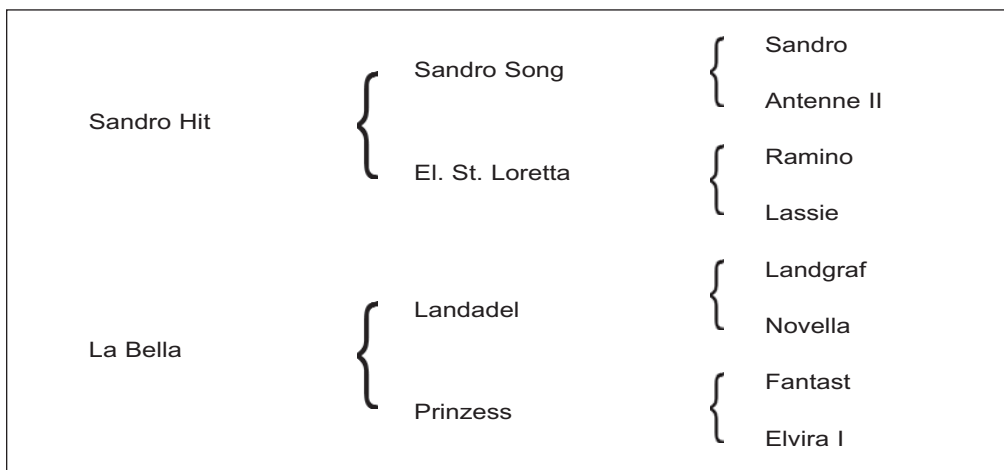 Sandro
Sandro Song
Antenne II
Sandro Hit
Ramino
El. St. Loretta
Lassie
Landgraf
Landadel
Novella
La Bella
Fantast
Prinzess
Elvira I